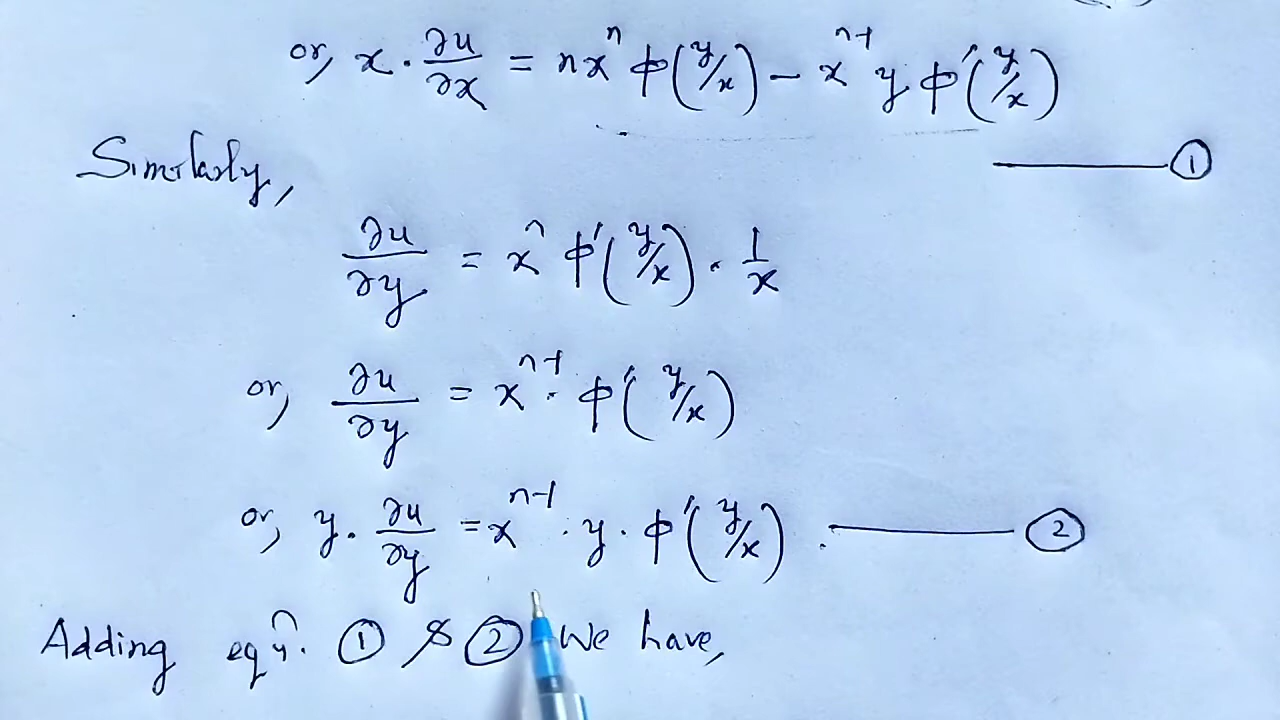 or, x · ∂u/∂x = nxⁿ ϕ(y/x) – xⁿ⁻¹ y ϕ'(y/x)
——— ①
Similarly,
∂u/∂y = xⁿ ϕ'(y/x) · 1/x
or, ∂u/∂y = xⁿ⁻¹ · ϕ'(y/x)
or, y · ∂u/∂y = xⁿ⁻¹ · y · ϕ'(y/x) . ——— ②
Adding eqn. ① & ② We have,